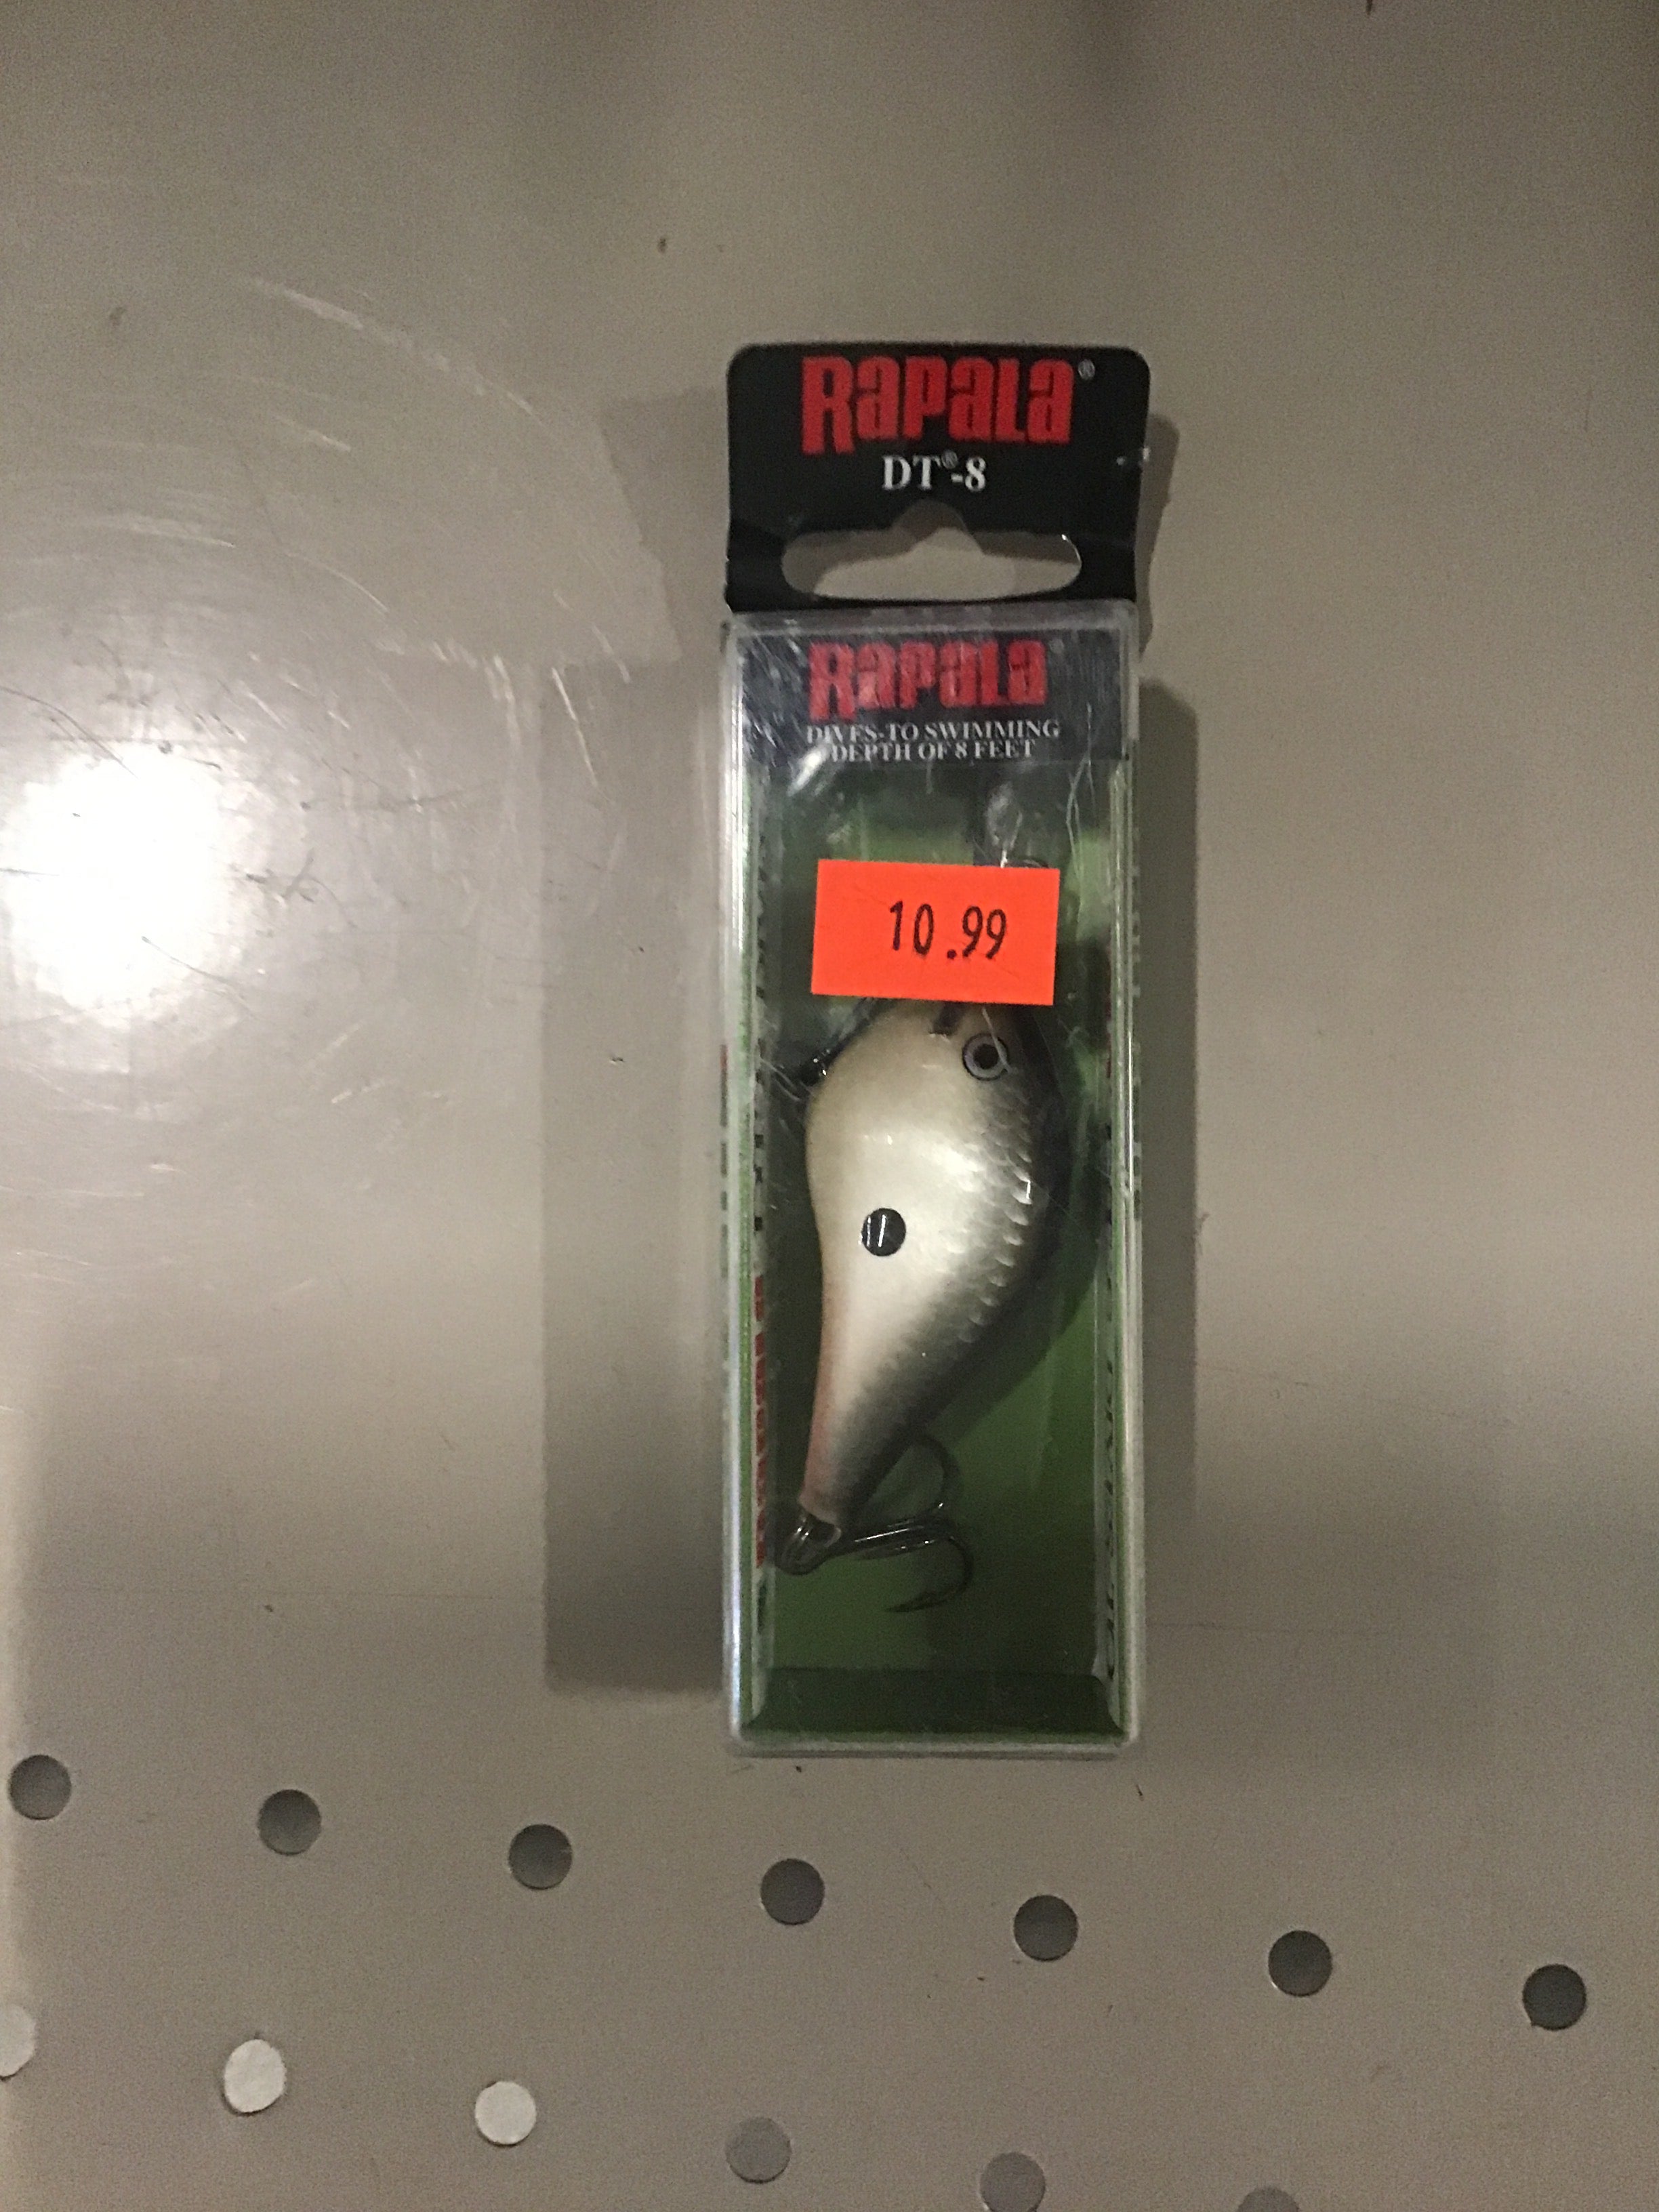 Rapala®
DT®-8
Rapala
DIVES-TO SWIMMING
DEPTH OF 8 FEET
10.99